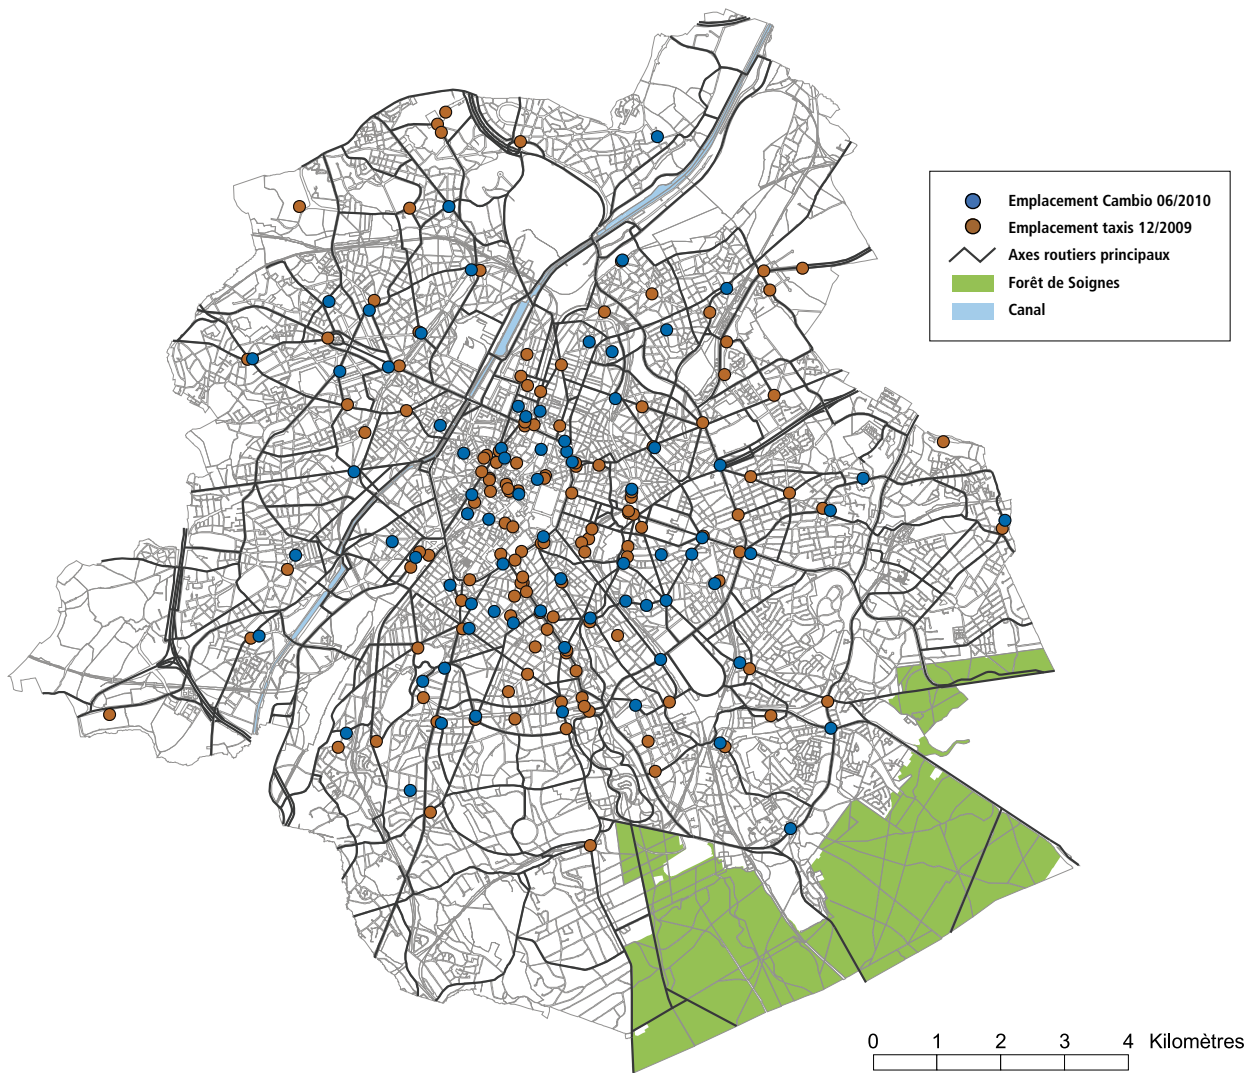 Emplacement Cambio 06/2010
Emplacement taxis 12/2009
Axes routiers principaux
Forêt de Soignes
Canal
0 1 2 3 4 Kilomètres